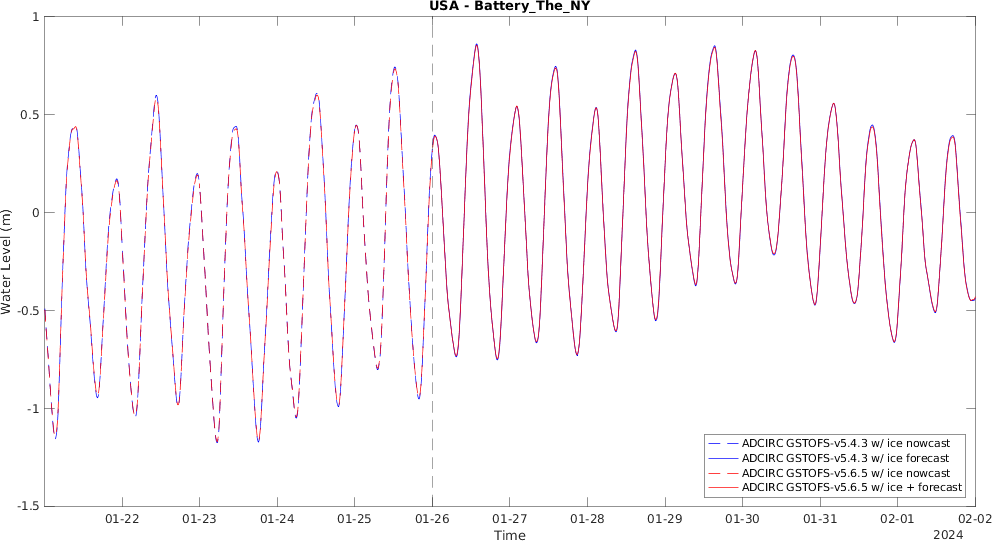 USA - Battery_The_NY
1
0.5
0
-0.5
-1
-1.5
Water Level (m)
01-22 01-23 01-24 01-25 01-26 01-27 01-28 01-29 01-30 01-31 02-01 02-02
Time
2024
ADCIRC GSTOFS-v5.4.3 w/ ice nowcast
ADCIRC GSTOFS-v5.4.3 w/ ice forecast
ADCIRC GSTOFS-v5.6.5 w/ ice nowcast
ADCIRC GSTOFS-v5.6.5 w/ ice + forecast